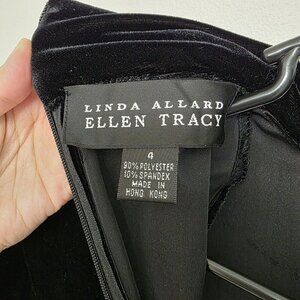 LINDA ALLARD
ELLEN TRACY
4
90% POLYESTER
10% SPANDEX
MADE IN
HONG KONG